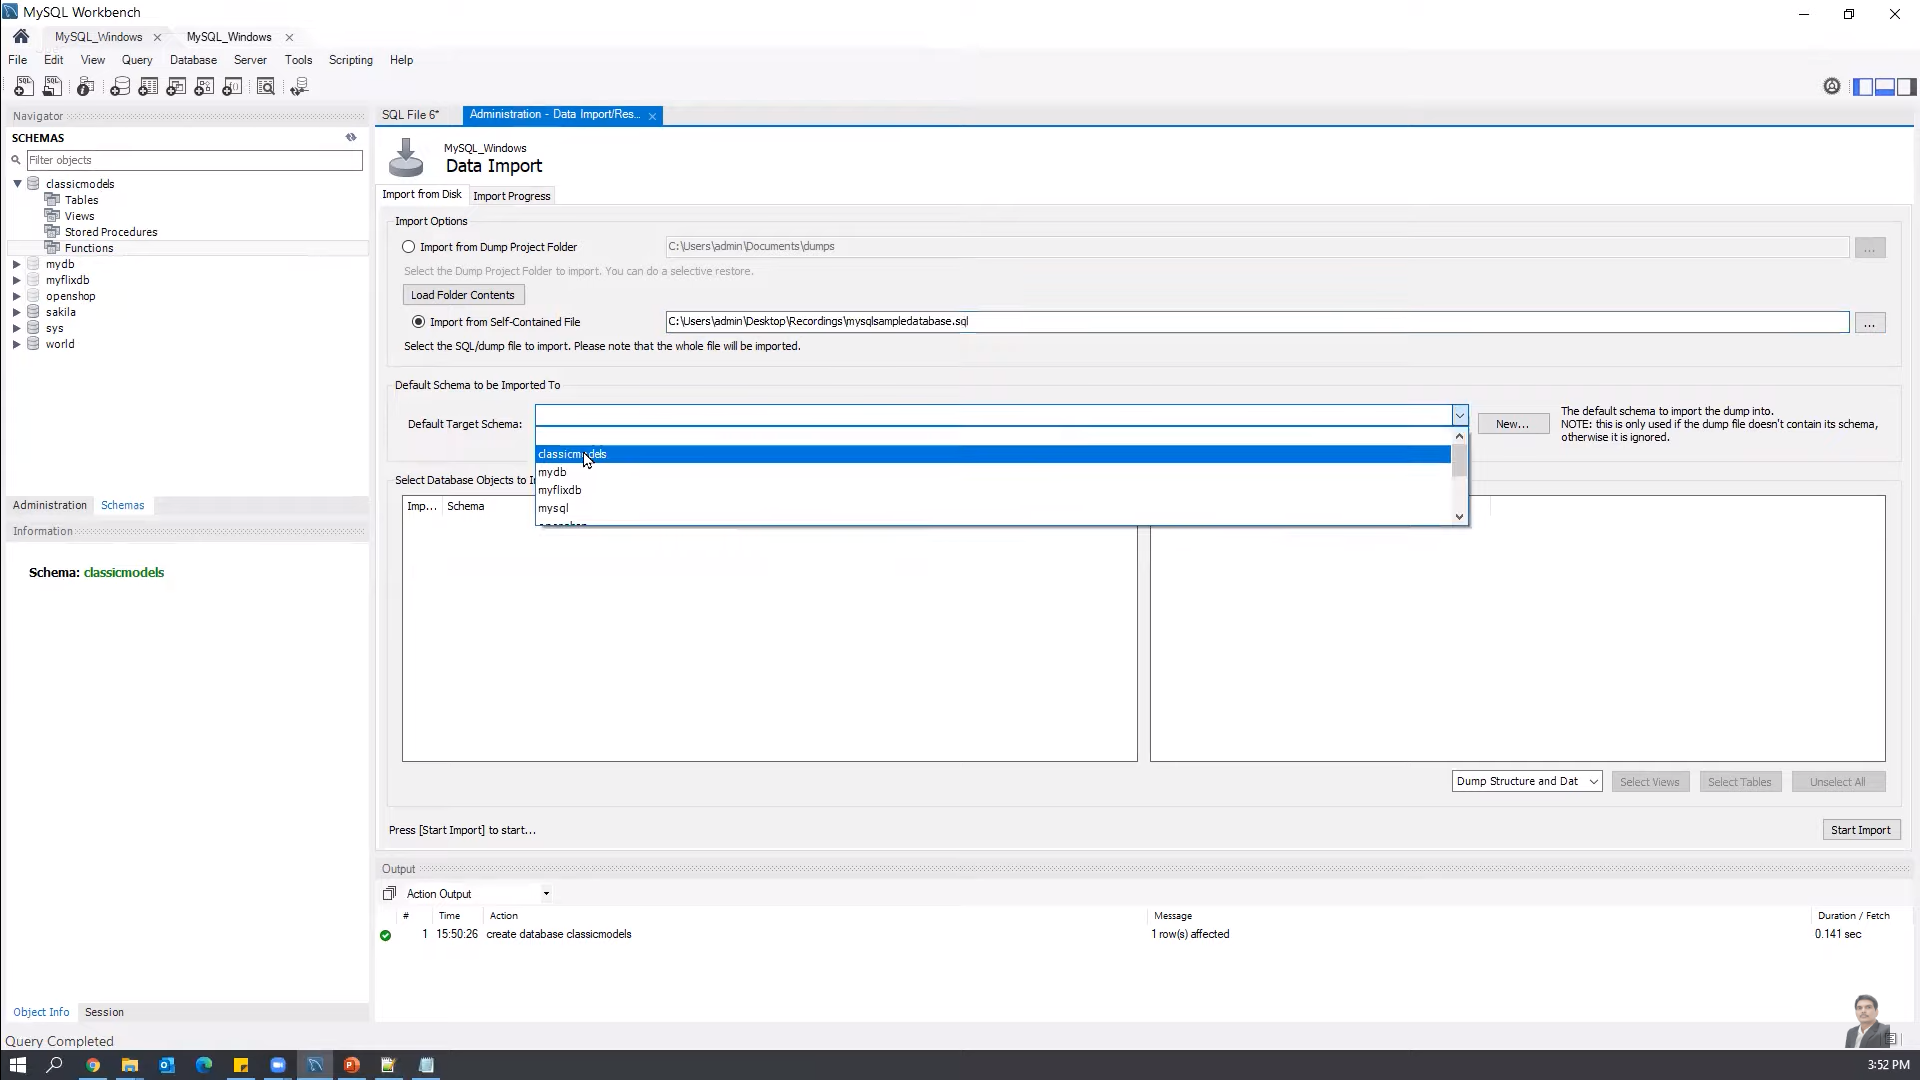 MySQL Workbench
MySQL_Windows
MySQL_Windows
File Edit View Query Database Server Tools Scripting Help
Navigator
SCHEMAS
Filter objects
classicmodels
Tables
Views
Stored Procedures
Functions
mydb
myflixdb
openshop
sakila
sys
world
Administration Schemas
Information
Schema: classicmodels
Object Info Session
Query Completed
SQL File 6*
Administration - Data Import/Res...
MySQL_Windows
Data Import
Import from Disk
Import Progress
Import Options
Import from Dump Project Folder
C:\Users\admin\Documents\dumps
...
Select the Dump Project Folder to import. You can do a selective restore.
Load Folder Contents
Import from Self-Contained File
C:\Users\admin\Desktop\Recordings\mysqlsampledatabase.sql
...
Select the SQL/dump file to import. Please note that the whole file will be imported.
Default Schema to be Imported To
Default Target Schema:
New...
The default schema to import the dump into.
NOTE: this is only used if the dump file doesn't contain its schema,
otherwise it is ignored.
classicmodels
mydb
myflixdb
mysql
openshop
Select Database Objects to
Imp... Schema
Dump Structure and Dat
Select Views
Select Tables
Unselect All
Press [Start Import] to start...
Start Import
Output
Action Output
# Time Action Message Duration / Fetch
1 15:50:26 create database classicmodels 1 row(s) affected 0.141 sec
3:52 PM